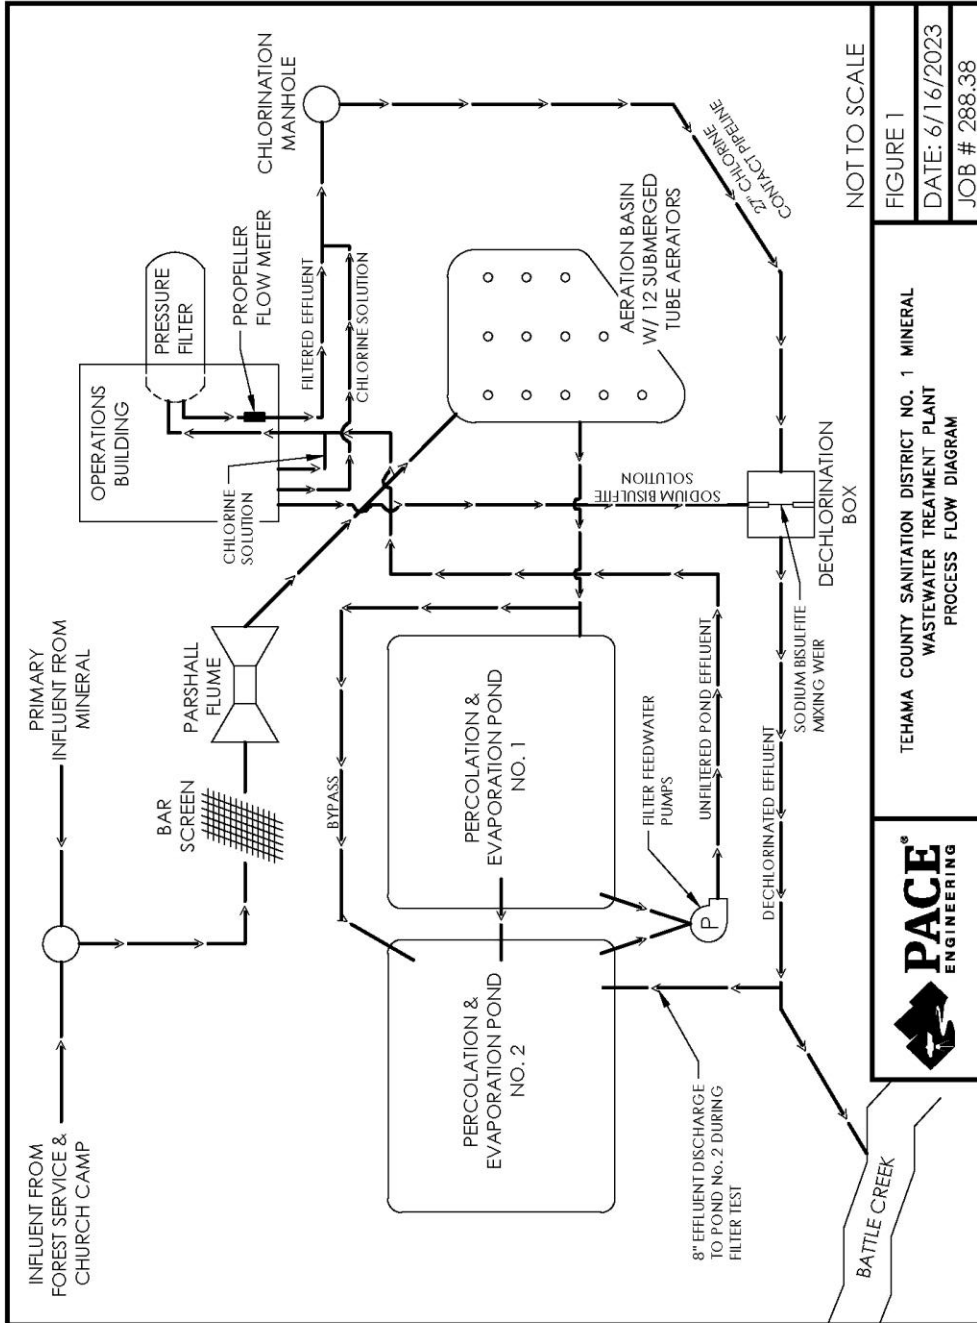 INFLUENT FROM
FOREST SERVICE &
CHURCH CAMP
PRIMARY
INFLUENT FROM
MINERAL
BAR
SCREEN
PARSHALL
FLUME
OPERATIONS
BUILDING
PRESSURE
FILTER
PROPELLER
FLOW METER
CHLORINATION
MANHOLE
CHLORINE
SOLUTION
FILTERED EFFLUENT
CHLORINE SOLUTION
BYPASS
PERCOLATION &
EVAPORATION POND
NO. 2
PERCOLATION &
EVAPORATION POND
NO. 1
AERATION BASIN
W/ 12 SUBMERGED
TUBE AERATORS
27" CHLORINE
CONTACT PIPELINE
SODIUM BISULFITE
SOLUTION
FILTER FEEDWATER
PUMPS
P
UNFILTERED POND EFFLUENT
8" EFFLUENT DISCHARGE
TO POND No. 2 DURING
FILTER TEST
DECHLORINATED EFFLUENT
SODIUM BISULFITE
MIXING WEIR
DECHLORINATION
BOX
BATTLE CREEK
NOT TO SCALE
PACE®
ENGINEERING
TEHAMA COUNTY SANITATION DISTRICT NO. 1 MINERAL
WASTEWATER TREATMENT PLANT
PROCESS FLOW DIAGRAM
FIGURE 1
DATE: 6/16/2023
JOB # 288.38